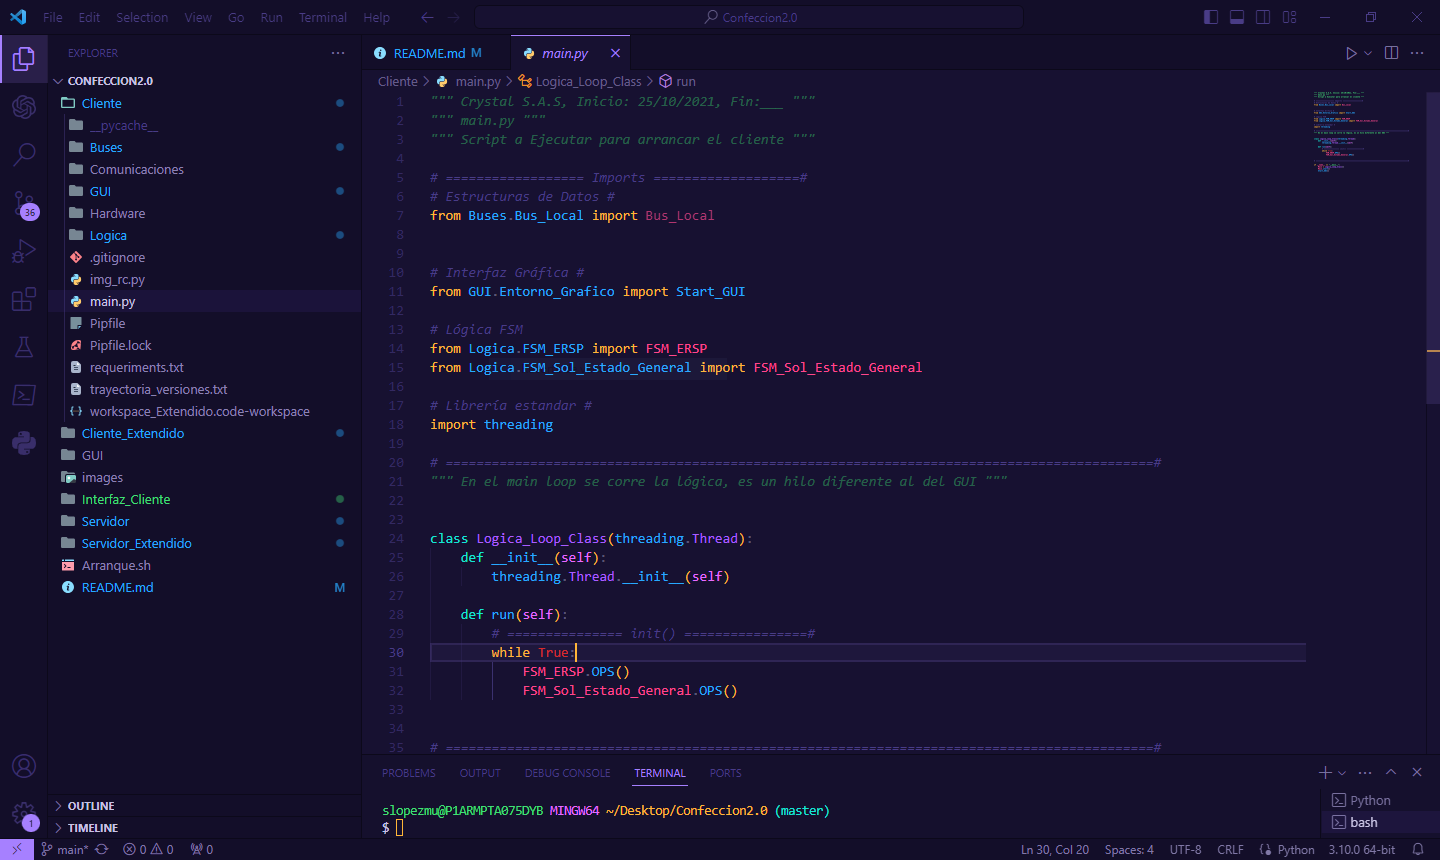 File Edit Selection View Go Run Terminal Help
Confeccion2.0
EXPLORER
CONFECCION2.0
Cliente
__pycache__
Buses
Comunicaciones
GUI
Hardware
Logica
.gitignore
img_rc.py
main.py
Pipfile
Pipfile.lock
requeriments.txt
trayectoria_versiones.txt
workspace_Extendido.code-workspace
Cliente_Extendido
GUI
images
Interfaz_Cliente
Servidor
Servidor_Extendido
Arranque.sh
README.md M
OUTLINE
TIMELINE
36
1
README.md M
main.py
Cliente > main.py > Logica_Loop_Class > run
1 """ Crystal S.A.S, Inicio: 25/10/2021, Fin:___ """
2 """ main.py """
3 """ Script a Ejecutar para arrancar el cliente """
4
5 # ================== Imports ===================#
6 # Estructuras de Datos #
7 from Buses.Bus_Local import Bus_Local
8
9
10 # Interfaz Gráfica #
11 from GUI.Entorno_Grafico import Start_GUI
12
13 # Lógica FSM
14 from Logica.FSM_ERSP import FSM_ERSP
15 from Logica.FSM_Sol_Estado_General import FSM_Sol_Estado_General
16
17 # Librería estandar #
18 import threading
19
20 # ============================================================================================#
21 """ En el main loop se corre la lógica, es un hilo diferente al del GUI """
22
23
24 class Logica_Loop_Class(threading.Thread):
25 def __init__(self):
26 threading.Thread.__init__(self)
27
28 def run(self):
29 # =============== init() ================#
30 while True:
31 FSM_ERSP.OPS()
32 FSM_Sol_Estado_General.OPS()
33
34
35 # ============================================================================================#
PROBLEMS OUTPUT DEBUG CONSOLE TERMINAL PORTS
slopezmu@P1ARMPTA075DYB MINGW64 ~/Desktop/Confeccion2.0 (master)
$
Python
bash
main* 0 0 0
Ln 30, Col 20 Spaces: 4 UTF-8 CRLF Python 3.10.0 64-bit